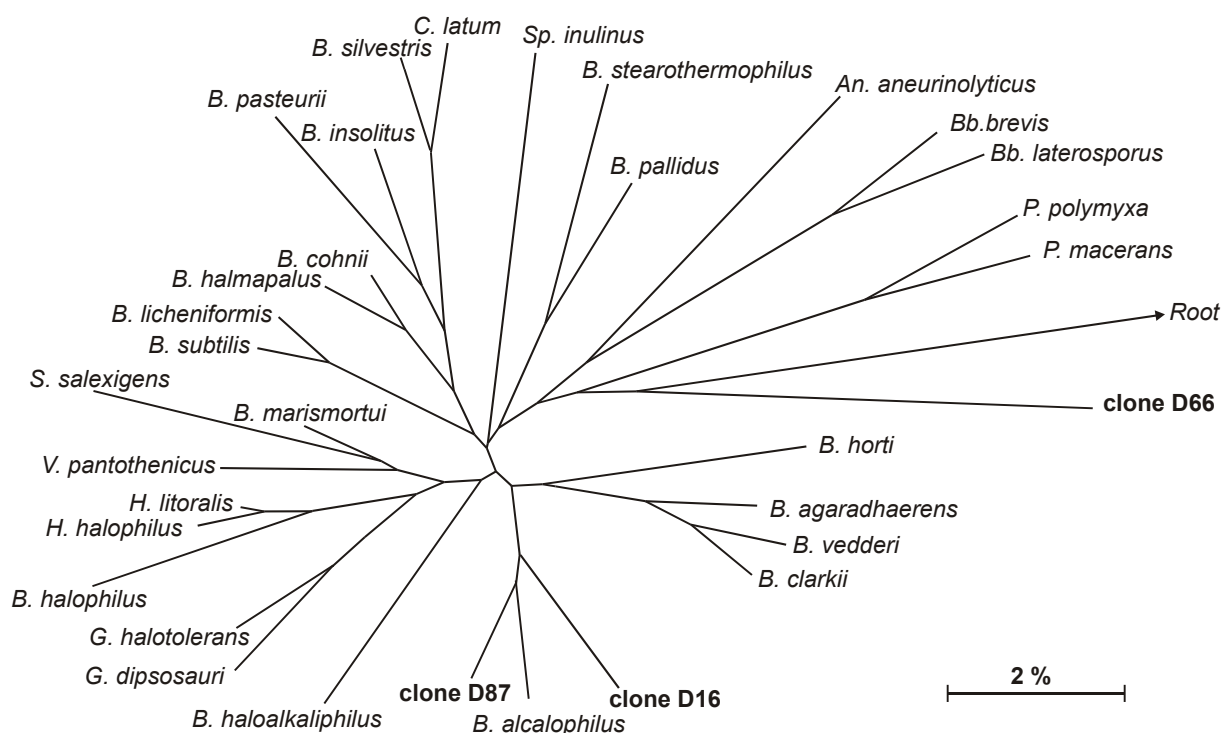 C. latum
Sp. inulinus
B. silvestris
B. stearothermophilus
An. aneurinolyticus
B. pasteurii
Bb.brevis
B. insolitus
Bb. laterosporus
B. pallidus
P. polymyxa
P. macerans
B. cohnii
B. halmapalus
Root
B. licheniformis
B. subtilis
S. salexigens
clone D66
B. marismortui
B. horti
V. pantothenicus
H. litoralis
B. agaradhaerens
H. halophilus
B. vedderi
B. clarkii
B. halophilus
G. halotolerans
G. dipsosauri
2 %
clone D87
clone D16
B. haloalkaliphilus
B. alcalophilus